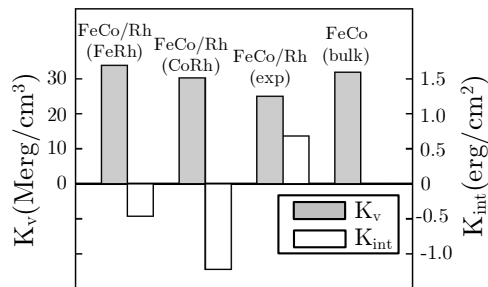 FeCo/Rh
(FeRh)
FeCo/Rh
(CoRh)
FeCo/Rh
(exp)
FeCo
(bulk)
30
20
10
0
K_v(Merg/cm^3)
1.5
1.0
0.5
0
-0.5
-1.0
K_int(erg/cm^2)
K_v
K_int